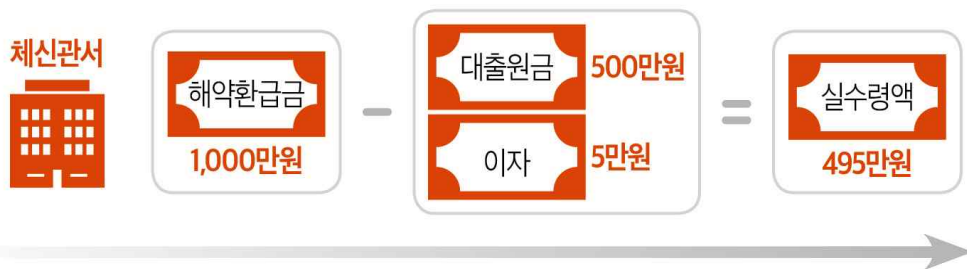 체신관서
해약환급금
1,000만원
-
대출원금
500만원
이자
5만원
=
실수령액
495만원